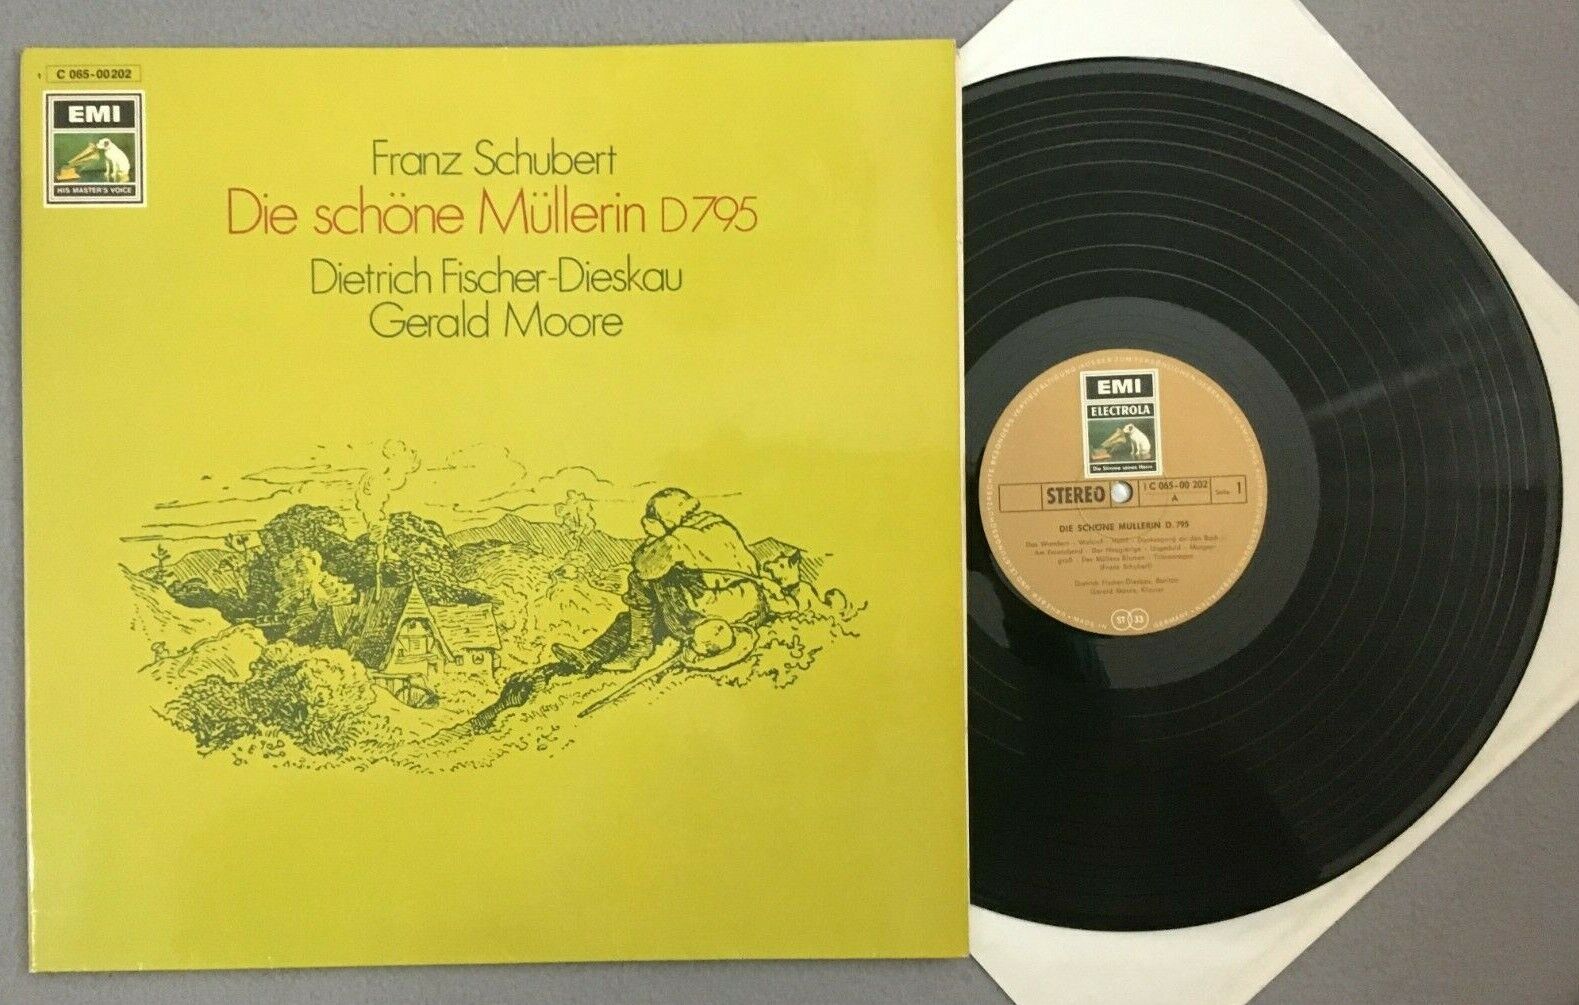 1 C 065-00202
EMI
HIS MASTER'S VOICE
Franz Schubert
Die schöne Müllerin D 795
Dietrich Fischer-Dieskau
Gerald Moore
EMI
ELECTROLA
Die Stimme seines Herrn
STEREO
1 C 065-00 202
A
Seite 1
DIE SCHÖNE MÜLLERIN D. 795
Das Wandern · Wohin? · Halt! · Danksagung an den Bach ·
Am Feierabend · Der Neugierige · Ungeduld · Morgen-
gruß · Des Müllers Blumen · Tränenregen
(Franz Schubert)
Dietrich Fischer-Dieskau, Bariton
Gerald Moore, Klavier
MADE IN
ST 33
GERMANY